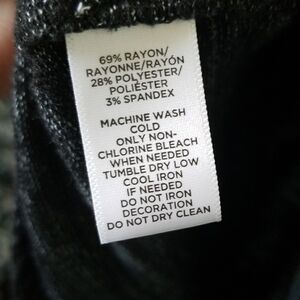 69% RAYON/
RAYONNE/RAYÓN
28% POLYESTER/
POLIÉSTER
3% SPANDEX
MACHINE WASH
COLD
ONLY NON-
CHLORINE BLEACH
WHEN NEEDED
TUMBLE DRY LOW
COOL IRON
IF NEEDED
DO NOT IRON
DECORATION
DO NOT DRY CLEAN